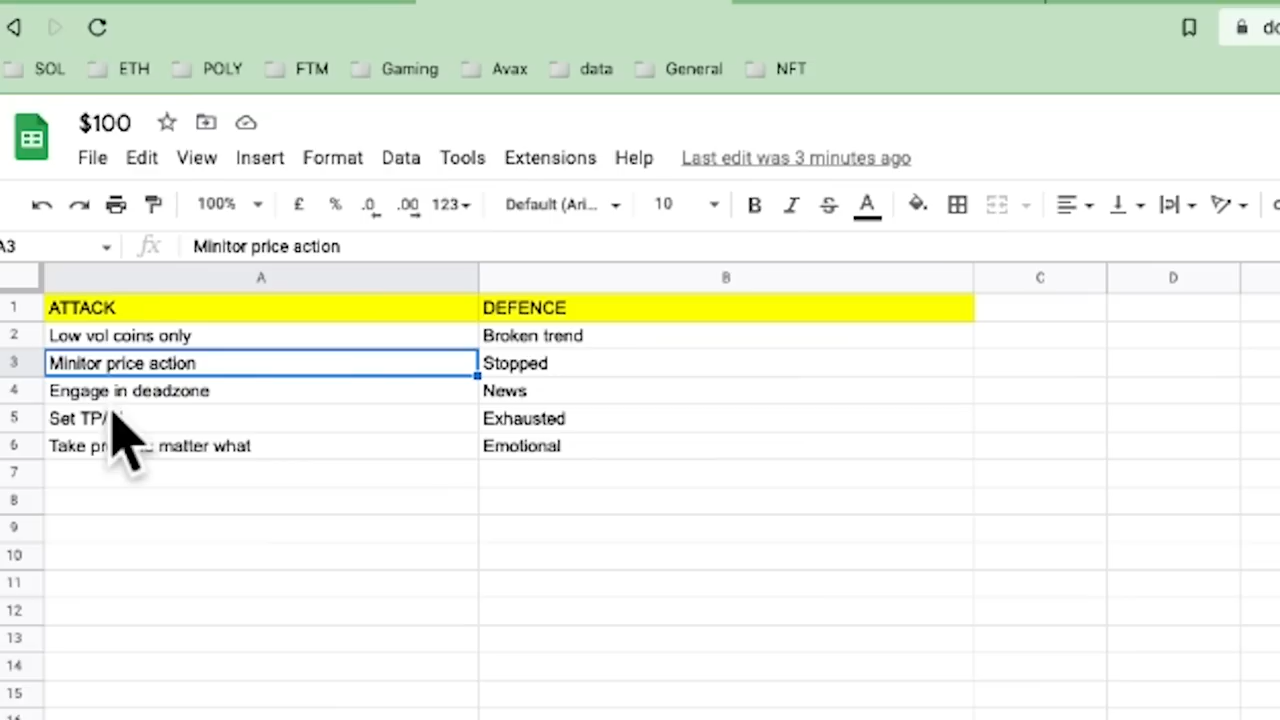 do
SOL ETH POLY FTM Gaming Avax data General NFT
$100
File Edit View Insert Format Data Tools Extensions Help Last edit was 3 minutes ago
100% £ % .0 .00 123 Default (Ari... 10 B I S A
A3 fx Minitor price action
A B C D
1 ATTACK DEFENCE
2 Low vol coins only Broken trend
3 Minitor price action Stopped
4 Engage in deadzone News
5 Set Exhausted
6 Take matter what Emotional
7
8
9
10
11
12
13
14
15